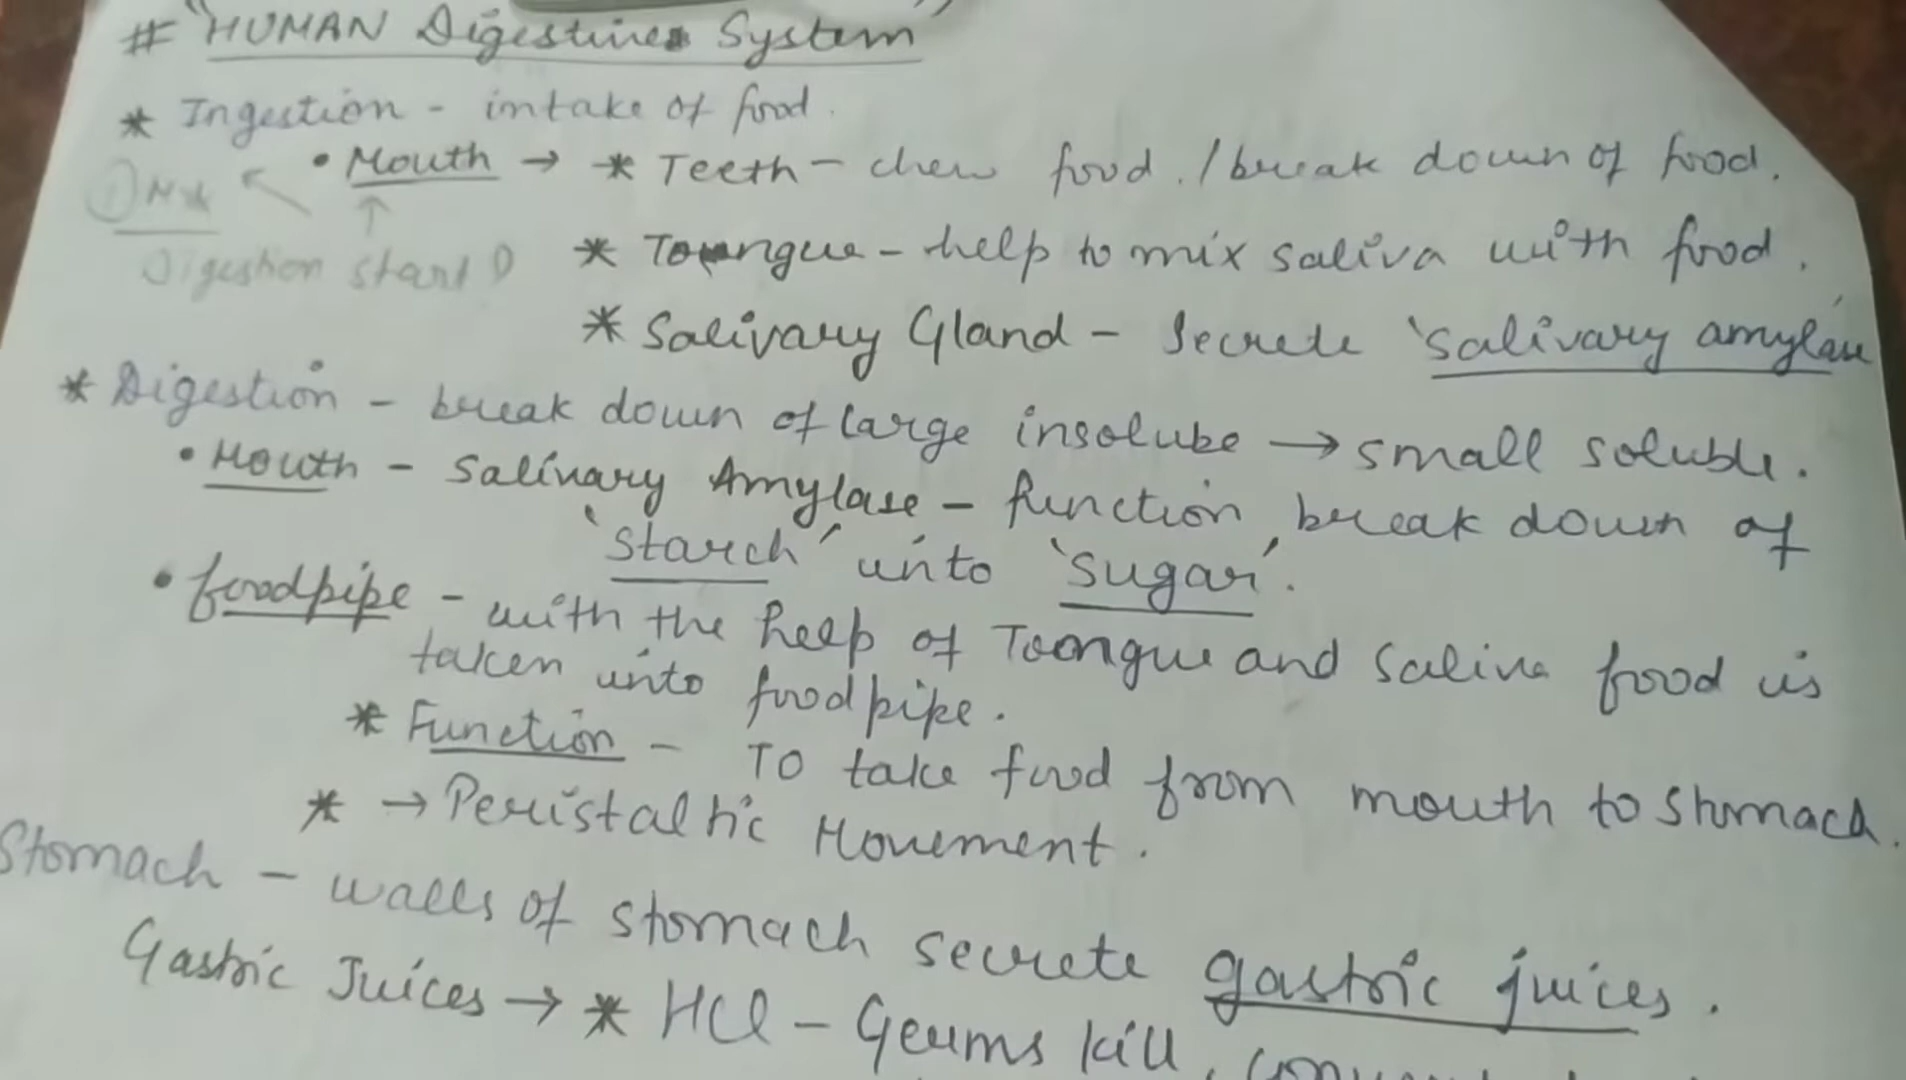 # "HUMAN Digestive System"
* Ingestion - intake of food.
• Mouth → * Teeth - chew food. / break down of food.
Digestion start
* Toungue - help to mix saliva with food.
* Salivary Gland - Secrete 'salivary amylase'
* Digestion - break down of large insolube → small soluble.
• Mouth - Salivary Amylase - function, break down of
'starch' into 'sugar'.
• foodpipe - with the help of Toongue and Saliva food is
taken into foodpipe.
* Function - To take food from mouth to Stomach.
* → Peristaltic Movement.
Stomach - walls of stomach secrete gastric juices.
Gastric Juices → * HCl - Germs kill,